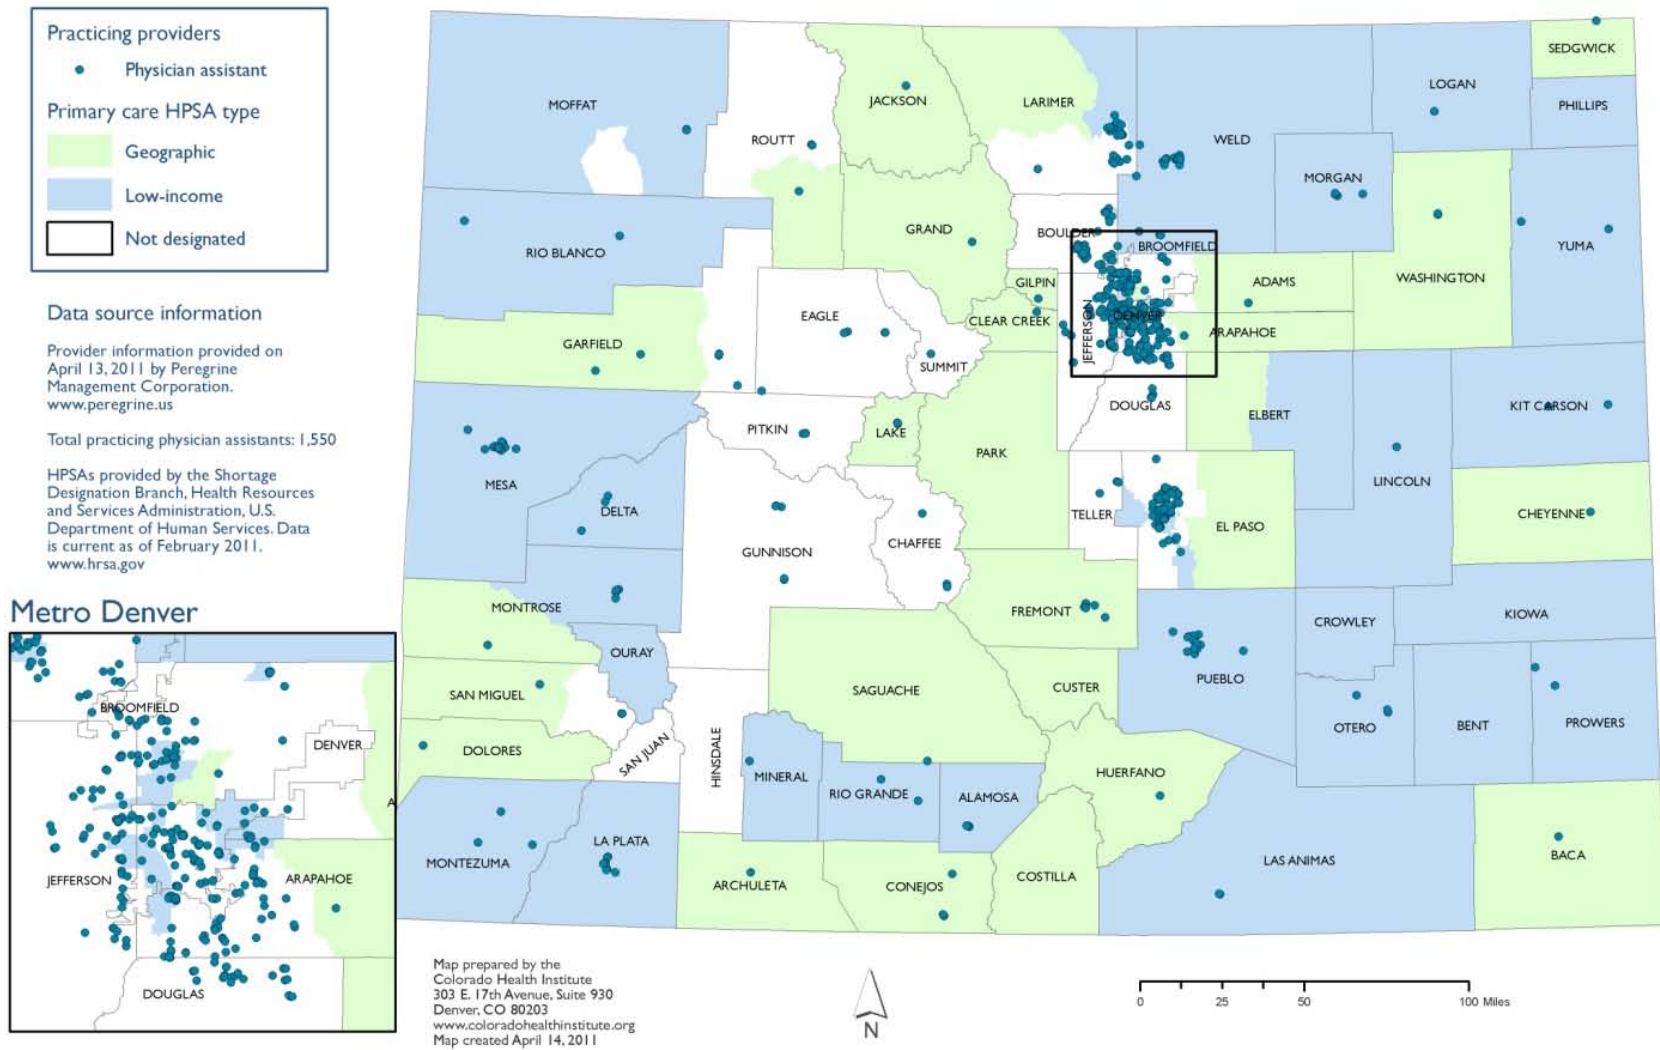 Practicing providers
Physician assistant
Primary care HPSA type
Geographic
Low-income
Not designated
Data source information
Provider information provided on
April 13, 2011 by Peregrine
Management Corporation.
www.peregrine.us
Total practicing physician assistants: 1,550
HPSAs provided by the Shortage
Designation Branch, Health Resources
and Services Administration, U.S.
Department of Human Services. Data
is current as of February 2011.
www.hrsa.gov
SEDGWICK
LOGAN
PHILLIPS
MOFFAT
JACKSON
LARIMER
ROUTT
WELD
MORGAN
RIO BLANCO
GRAND
BOULDER
BROOMFIELD
YUMA
WASHINGTON
GILPIN
ADAMS
EAGLE
CLEAR CREEK
DENVER
JEFFERSON
ARAPAHOE
GARFIELD
SUMMIT
DOUGLAS
ELBERT
KIT CARSON
PITKIN
LAKE
PARK
MESA
LINCOLN
DELTA
TELLER
EL PASO
CHEYENNE
GUNNISON
CHAFFEE
MONTROSE
FREMONT
CROWLEY
KIOWA
OURAY
SAN MIGUEL
SAGUACHE
CUSTER
PUEBLO
OTERO
BENT
PROWERS
DOLORES
SAN JUAN
HINSDALE
MINERAL
RIO GRANDE
ALAMOSA
HUERFANO
MONTEZUMA
LA PLATA
ARCHULETA
CONEJOS
COSTILLA
LAS ANIMAS
BACA
Metro Denver
BROOMFIELD
DENVER
A
JEFFERSON
ARAPAHOE
DOUGLAS
Map prepared by the
Colorado Health Institute
303 E. 17th Avenue, Suite 930
Denver, CO 80203
www.coloradohealthinstitute.org
Map created April 14, 2011
N
0 25 50 100 Miles